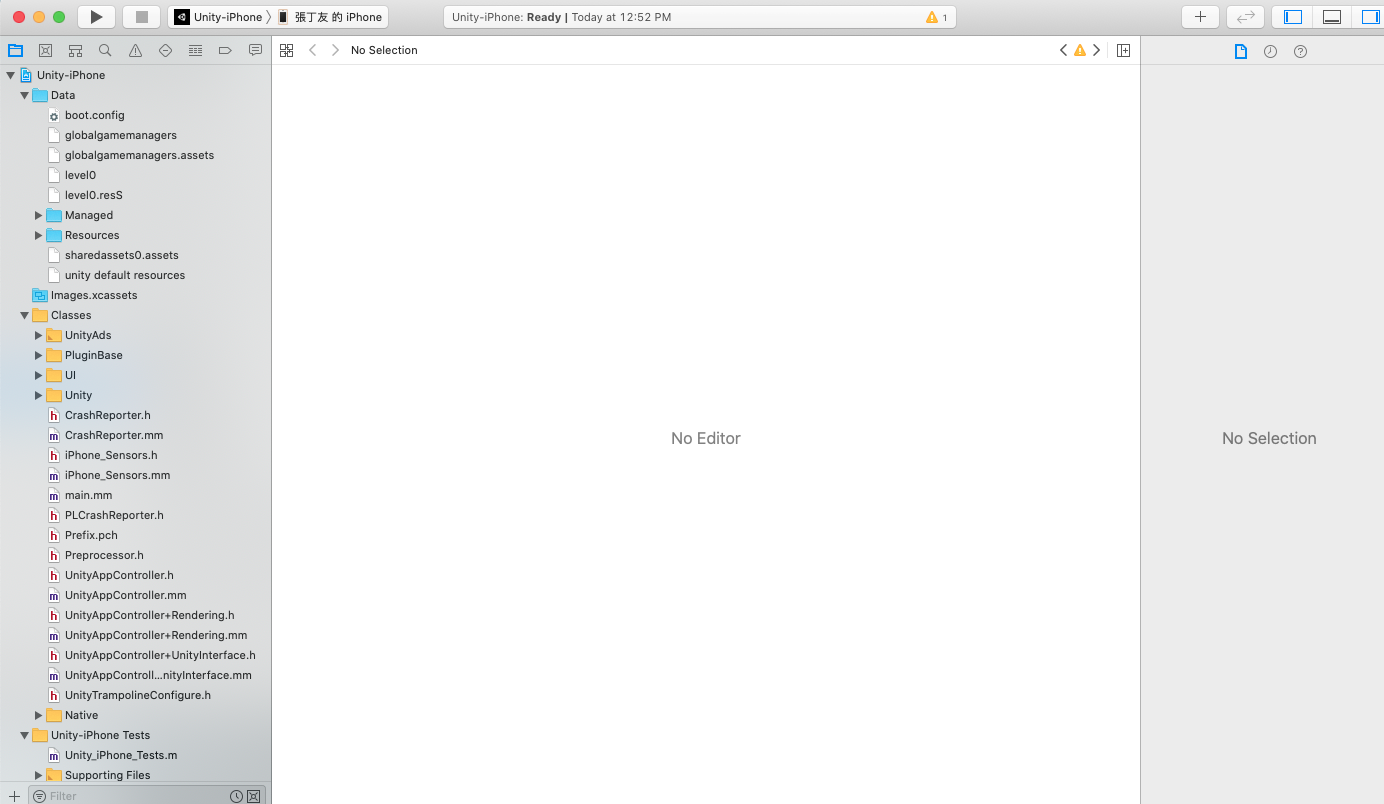 Unity-iPhone 〉 張丁友 的 iPhone
Unity-iPhone: Ready | Today at 12:52 PM
1
No Selection
Unity-iPhone
Data
boot.config
globalgamemanagers
globalgamemanagers.assets
level0
level0.resS
Managed
Resources
sharedassets0.assets
unity default resources
Images.xcassets
Classes
UnityAds
PluginBase
UI
Unity
CrashReporter.h
CrashReporter.mm
iPhone_Sensors.h
iPhone_Sensors.mm
main.mm
PLCrashReporter.h
Prefix.pch
Preprocessor.h
UnityAppController.h
UnityAppController.mm
UnityAppController+Rendering.h
UnityAppController+Rendering.mm
UnityAppController+UnityInterface.h
UnityAppControll...nityInterface.mm
UnityTrampolineConfigure.h
Native
Unity-iPhone Tests
Unity_iPhone_Tests.m
Supporting Files
Filter
No Editor
No Selection